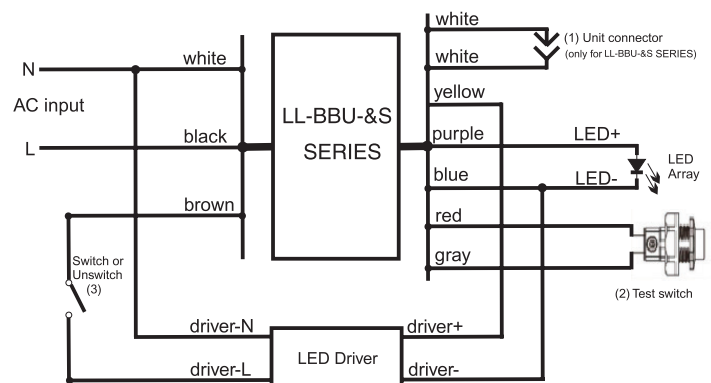 white
(1) Unit connector
(only for LL-BBU-&S SERIES)
white
N
white
AC input
yellow
LL-BBU-&S
SERIES
L
black
purple
LED+
LED
Array
blue
LED-
brown
red
Switch or
Unswitch
(3)
gray
(2) Test switch
driver-N
driver+
LED Driver
driver-L
driver-